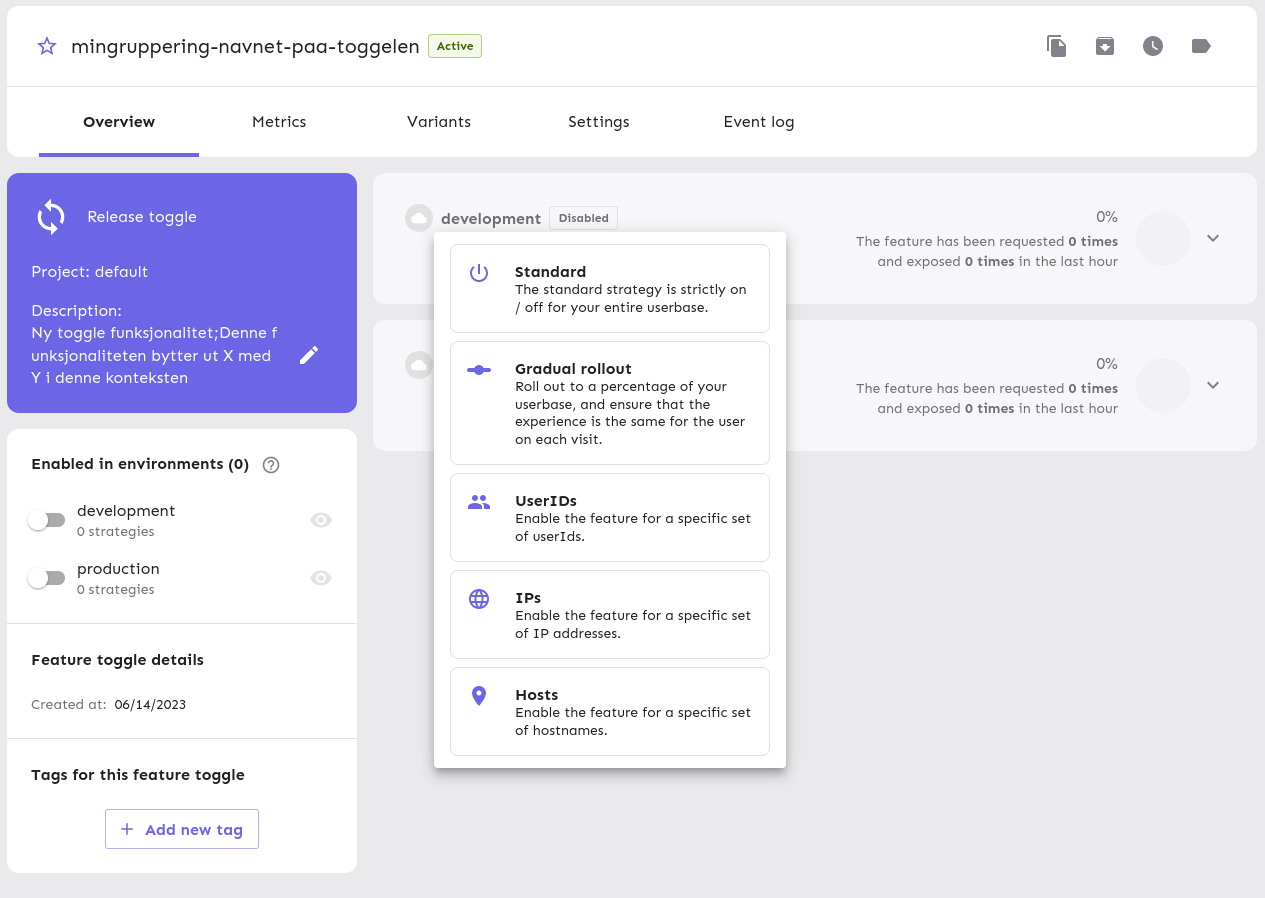 mingruppering-navnet-paa-toggelen Active
Overview Metrics Variants Settings Event log
Release toggle
Project: default
Description:
Ny toggle funksjonalitet;Denne f
unksjonaliteten bytter ut X med
Y i denne konteksten
Enabled in environments (0)
development
0 strategies
production
0 strategies
Feature toggle details
Created at: 06/14/2023
Tags for this feature toggle
+ Add new tag
development Disabled
0%
The feature has been requested 0 times
and exposed 0 times in the last hour
0%
The feature has been requested 0 times
and exposed 0 times in the last hour
Standard
The standard strategy is strictly on
/ off for your entire userbase.
Gradual rollout
Roll out to a percentage of your
userbase, and ensure that the
experience is the same for the user
on each visit.
UserIDs
Enable the feature for a specific set
of userIds.
IPs
Enable the feature for a specific set
of IP addresses.
Hosts
Enable the feature for a specific set
of hostnames.